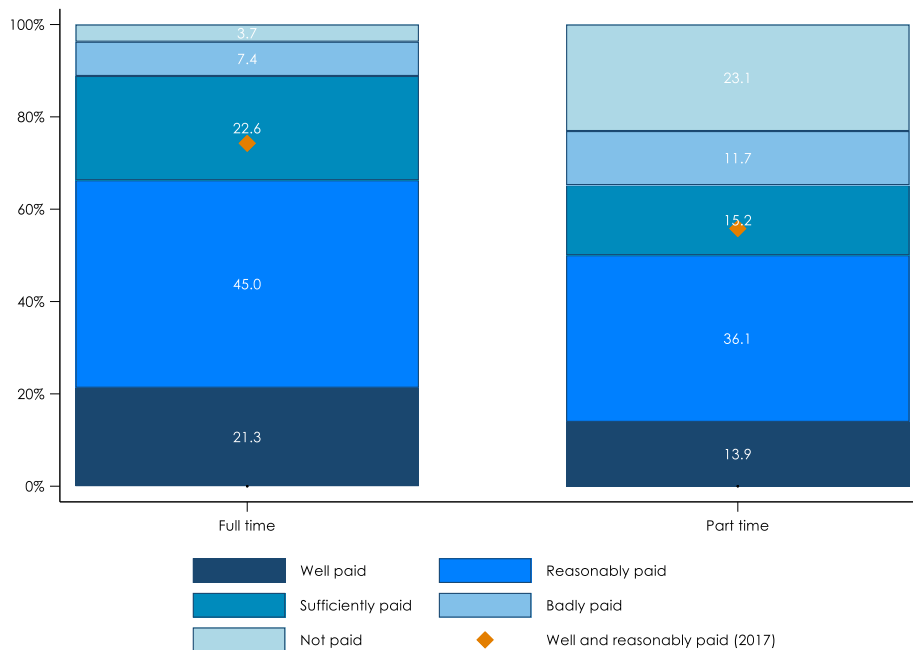 100%
80%
60%
40%
20%
0%
3.7
7.4
22.6
45.0
21.3
23.1
11.7
15.2
36.1
13.9
Full time
Part time
Well paid
Reasonably paid
Sufficiently paid
Badly paid
Not paid
Well and reasonably paid (2017)